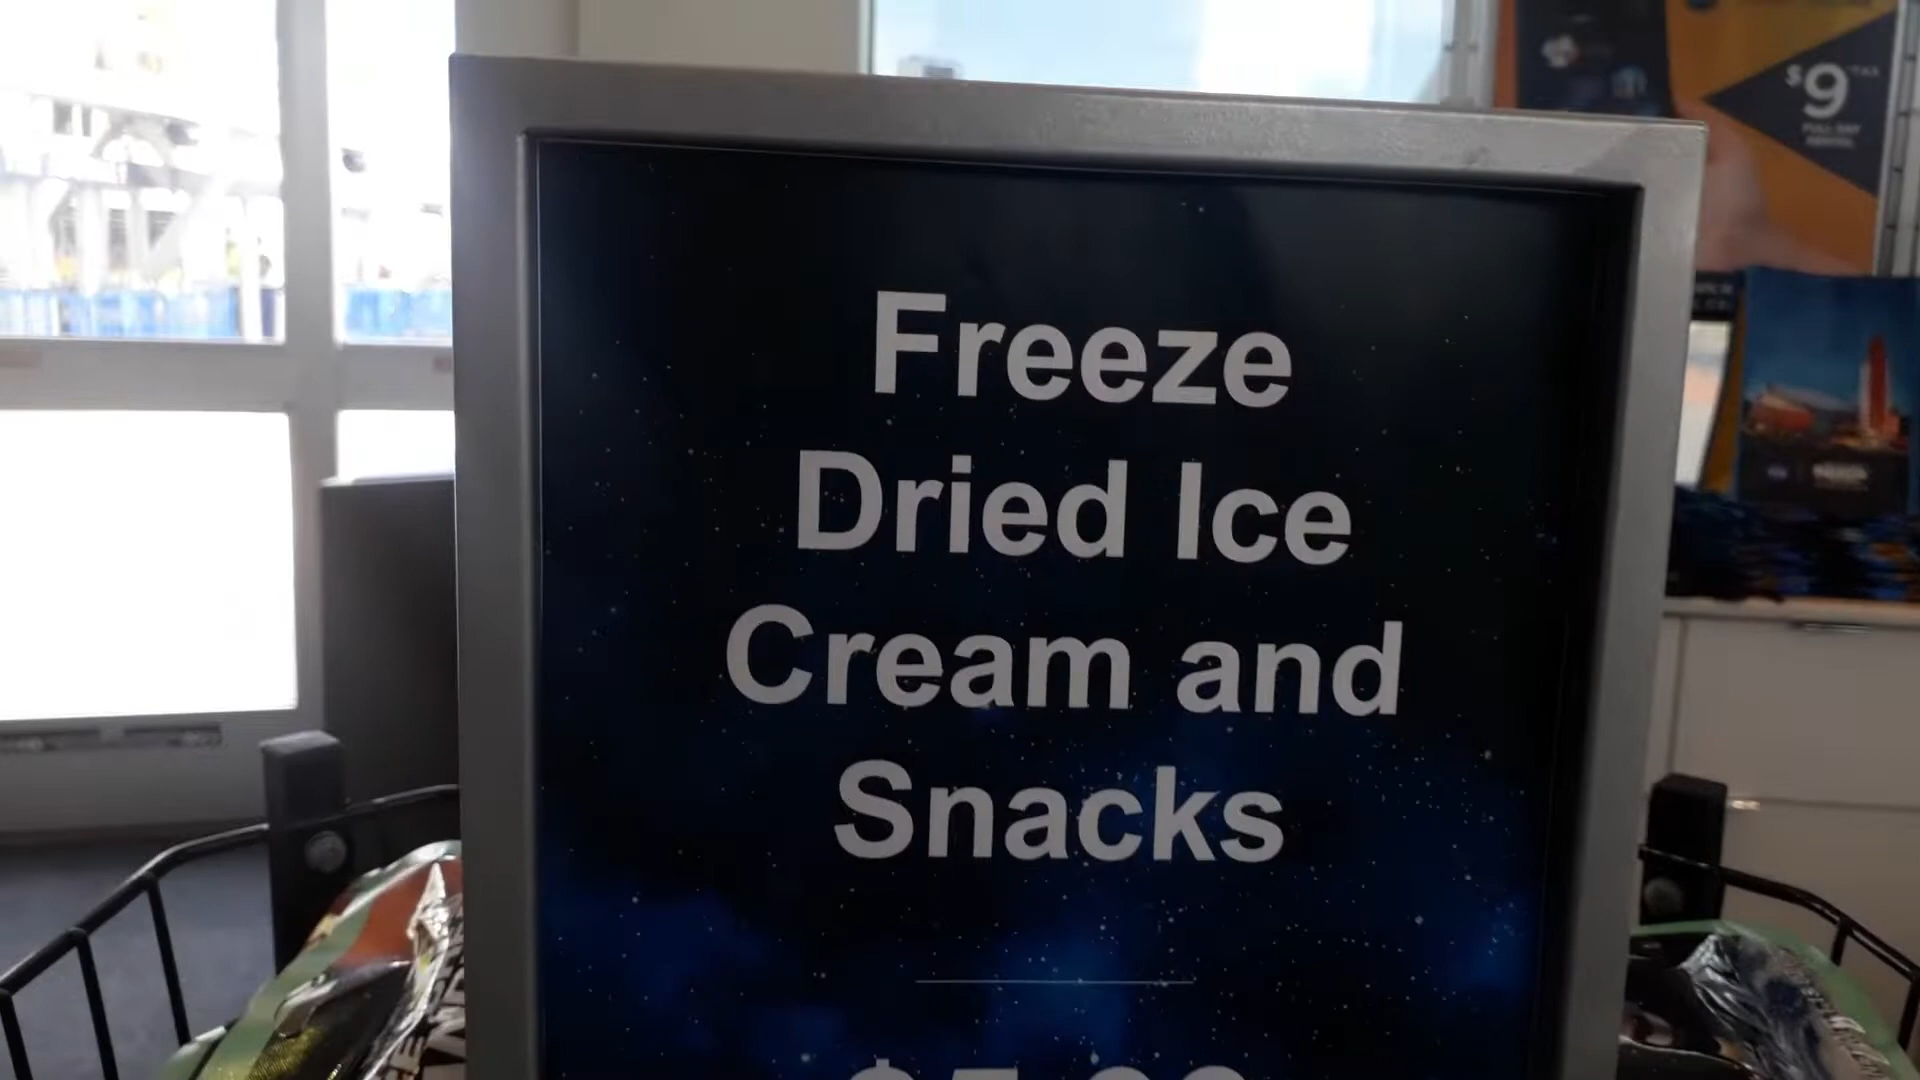 Freeze
Dried Ice
Cream and
Snacks
$9